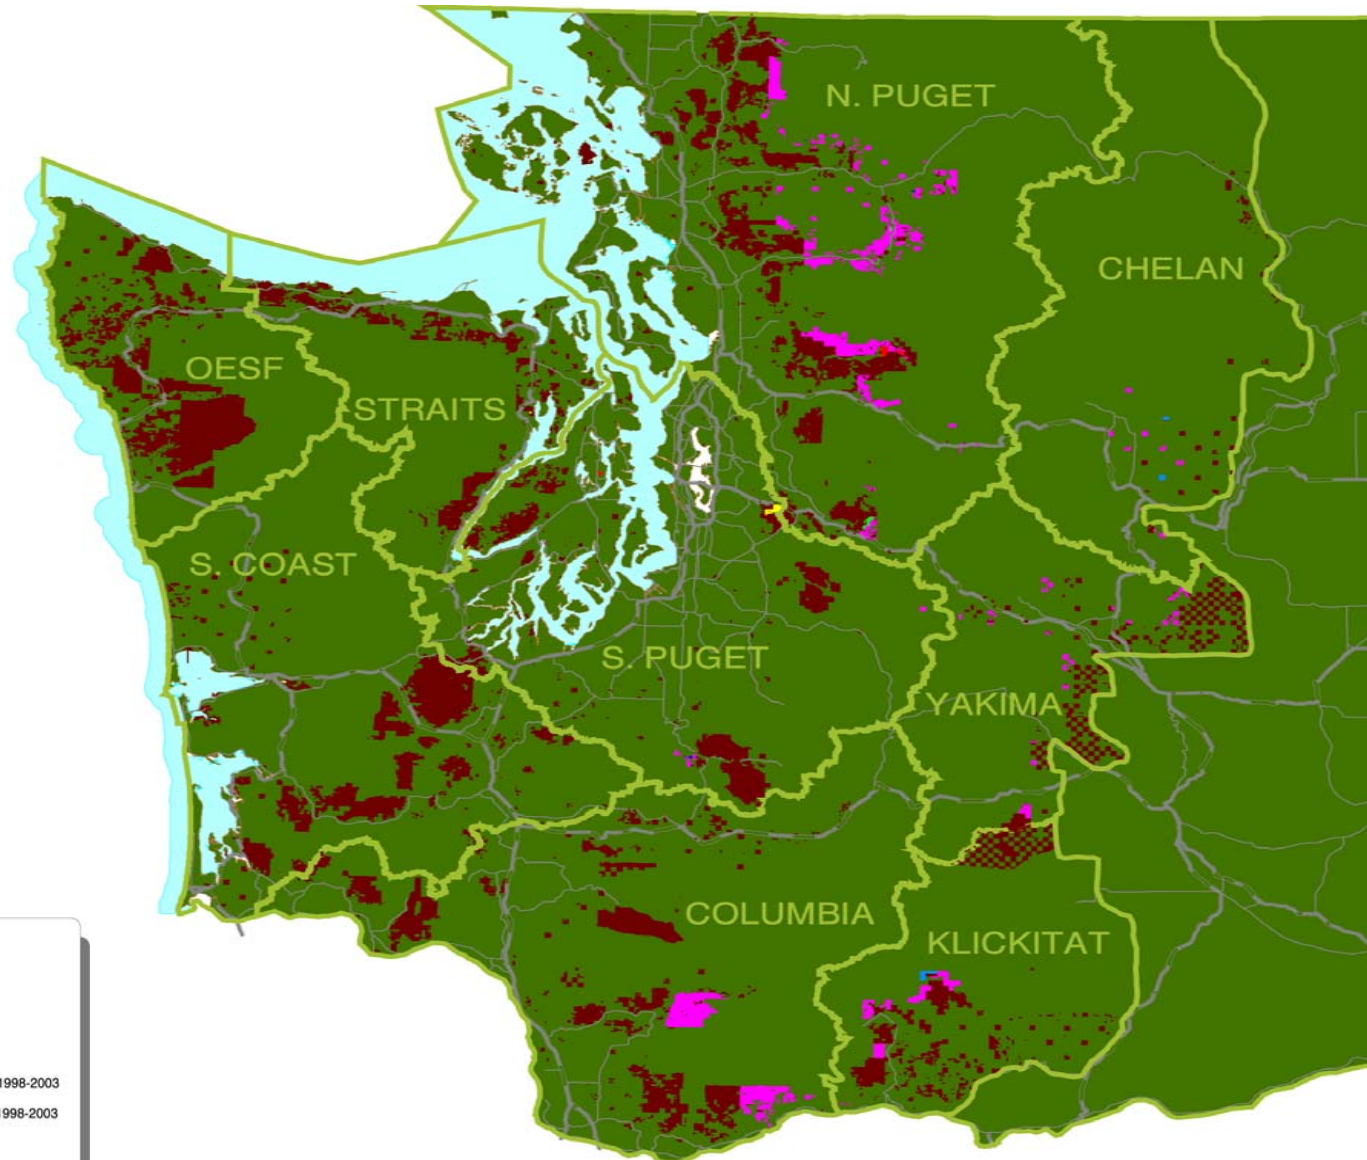 N. PUGET
CHELAN
OESF
STRAITS
S. COAST
S. PUGET
YAKIMA
COLUMBIA
KLICKITAT
1998-2003
1998-2003